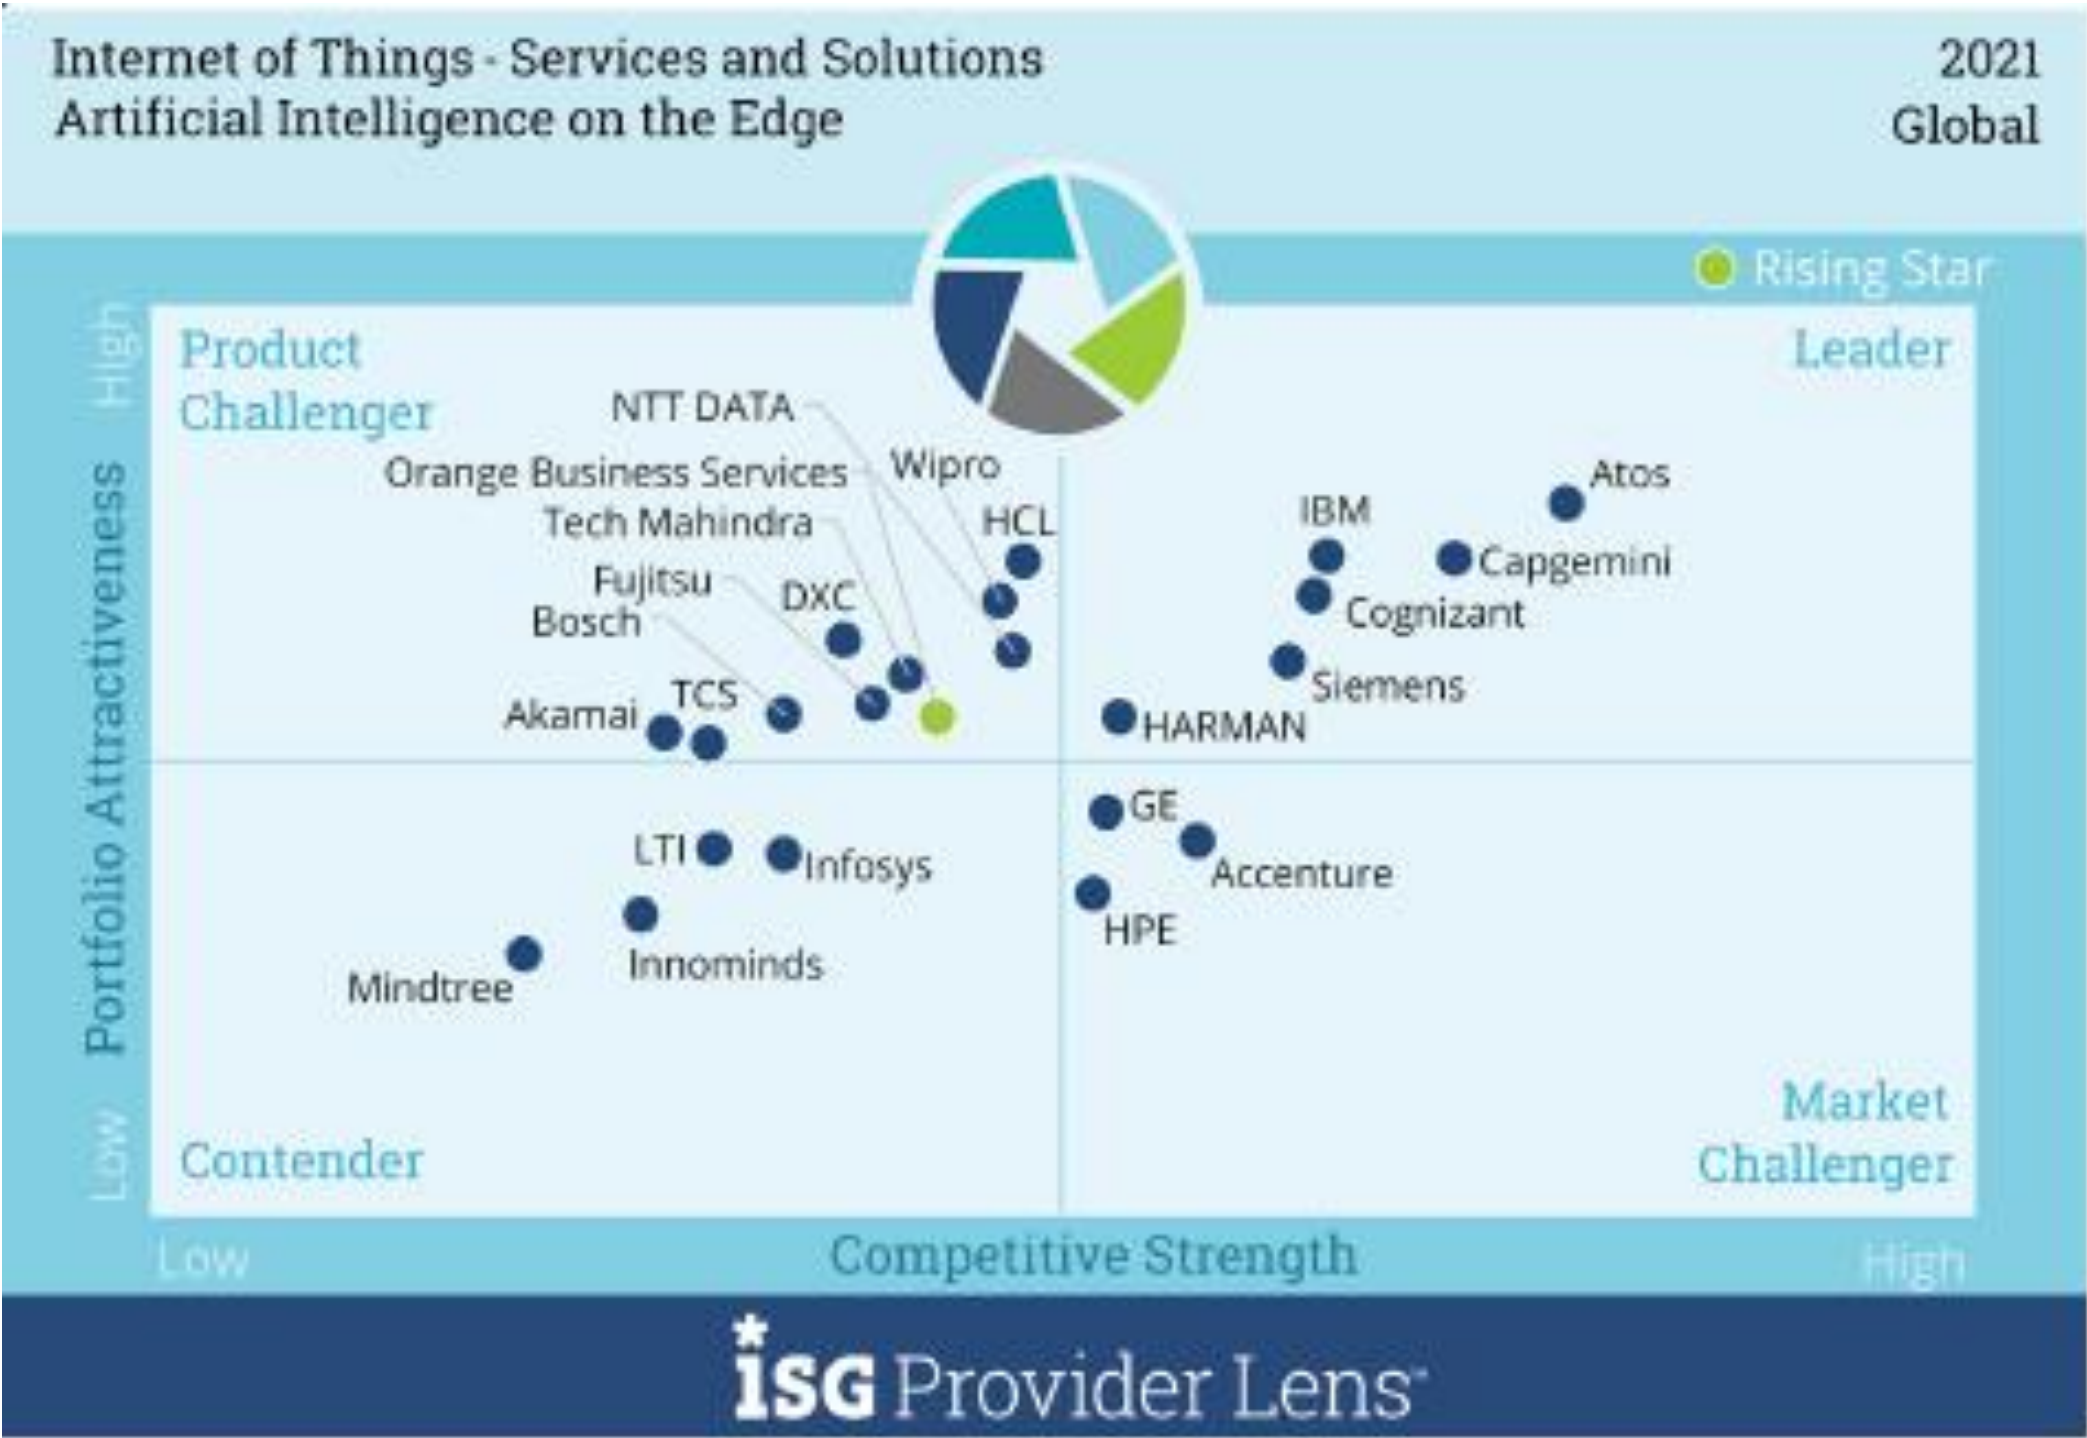 Internet of Things - Services and Solutions
Artificial Intelligence on the Edge
2021
Global
Rising Star
High
Product
Challenger
Leader
NTT DATA
Orange Business Services
Wipro
Tech Mahindra
HCL
Fujitsu
DXC
Bosch
Akamai
TCS
Atos
IBM
Capgemini
Cognizant
Siemens
HARMAN
Portfolio Attractiveness
GE
LTI
Infosys
Accenture
HPE
Innominds
Mindtree
Market
Challenger
Contender
Low
Low
Competitive Strength
High
ISG Provider Lens™